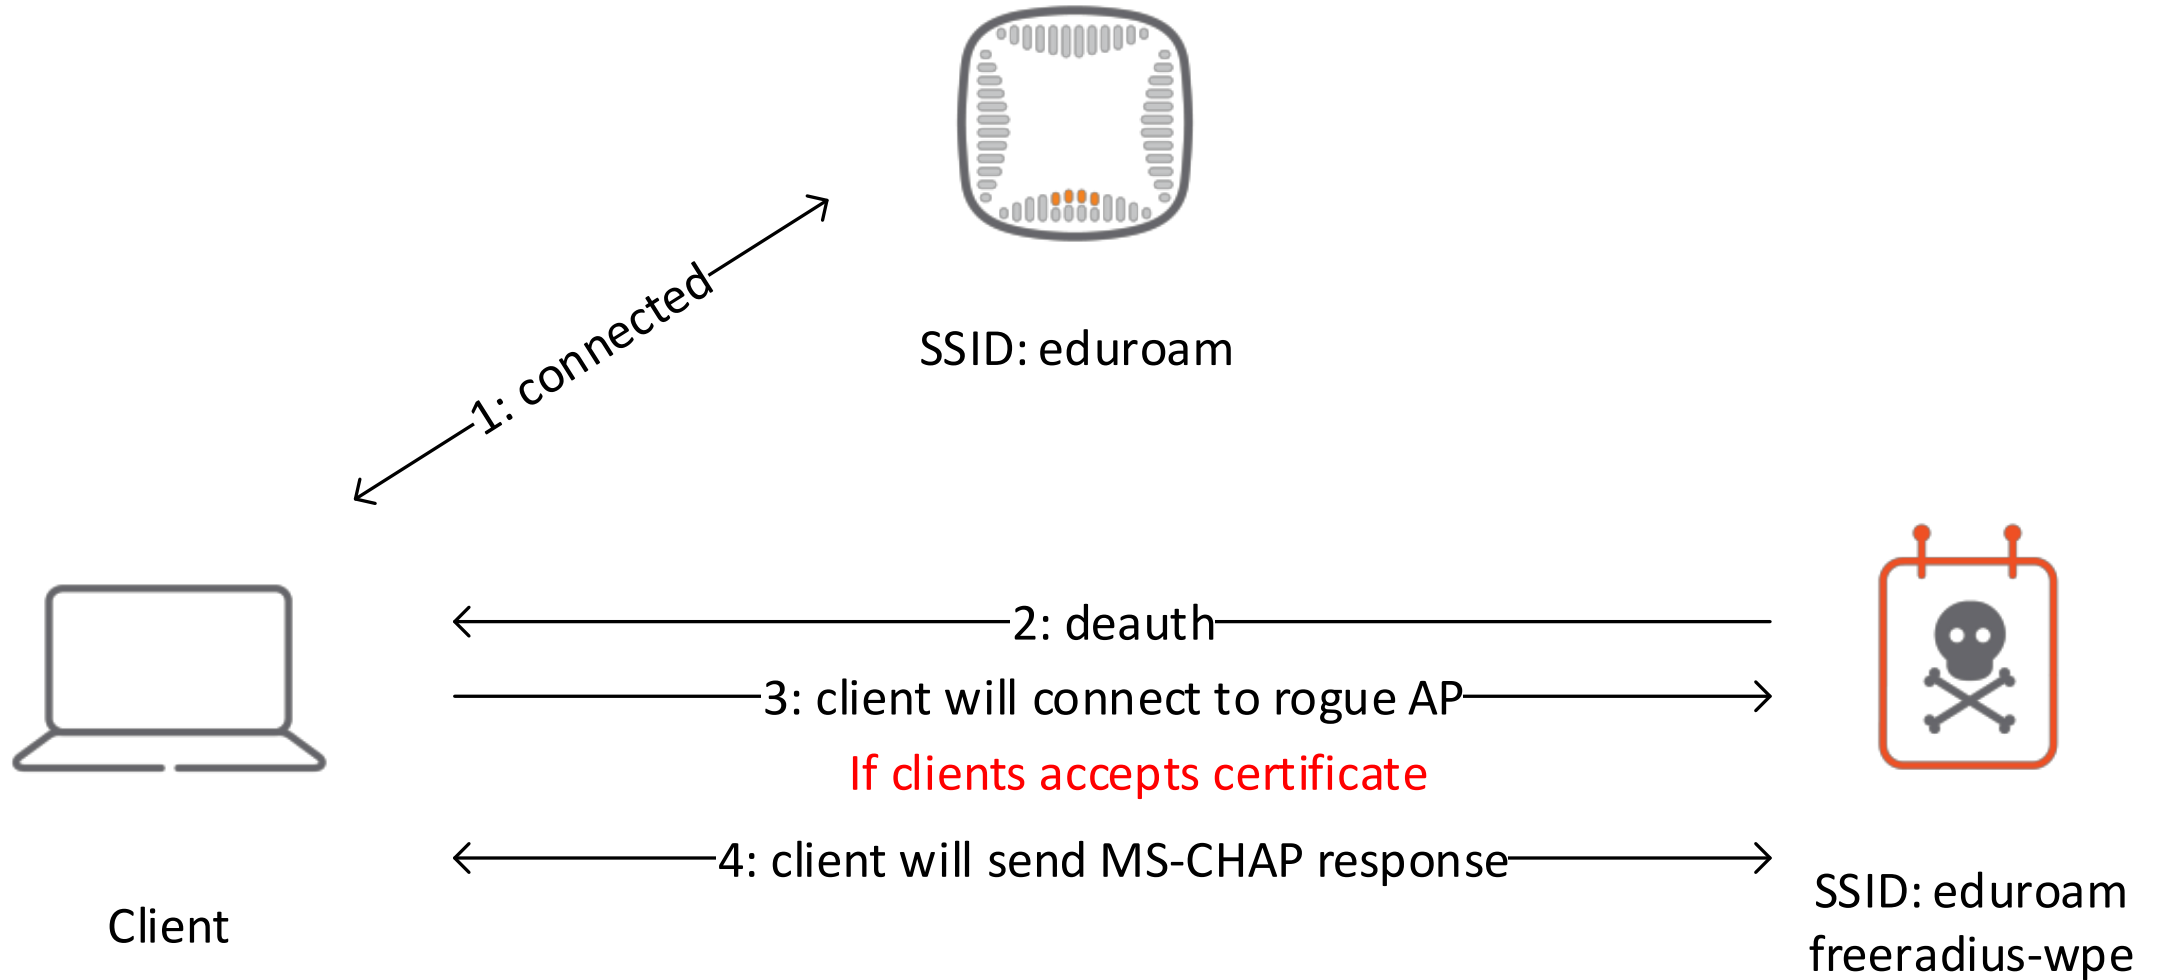 1: connected
SSID: eduroam
2: deauth
3: client will connect to rogue AP
If clients accepts certificate
4: client will send MS-CHAP response
Client
SSID: eduroam
freeradius-wpe